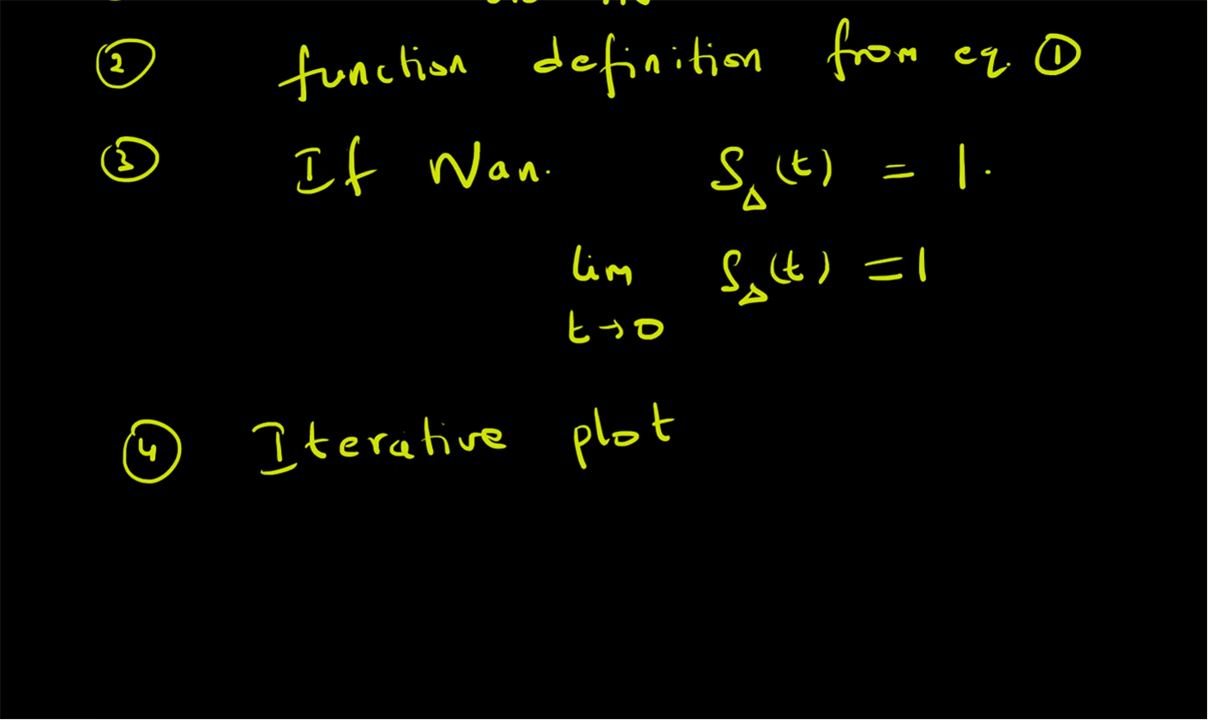 ② function definition from eq. ①
③ If Nan. S_Δ(t) = 1.
lim S_Δ(t) = 1
t→0
④ Iterative plot